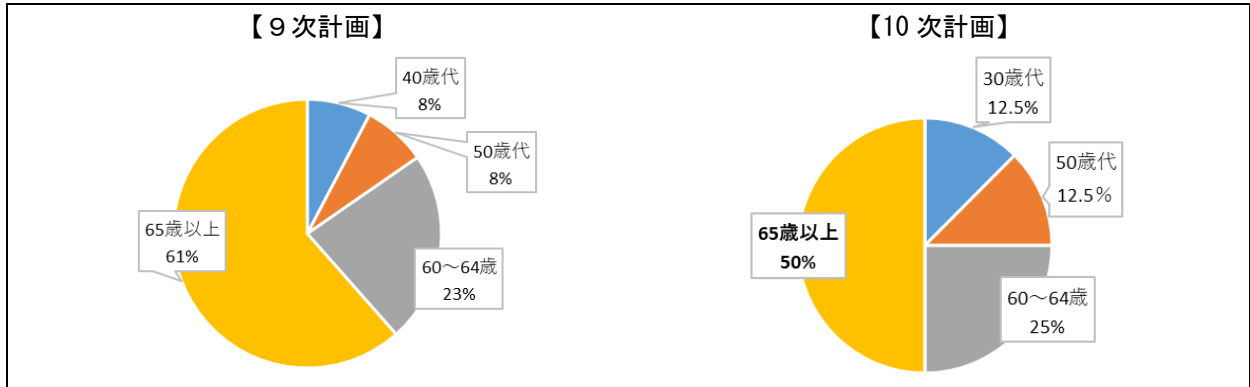 【９次計画】
40歳代
8%
50歳代
8%
60～64歳
23%
65歳以上
61%
【10 次計画】
30歳代
12.5%
50歳代
12.5％
60～64歳
25%
65歳以上
50%